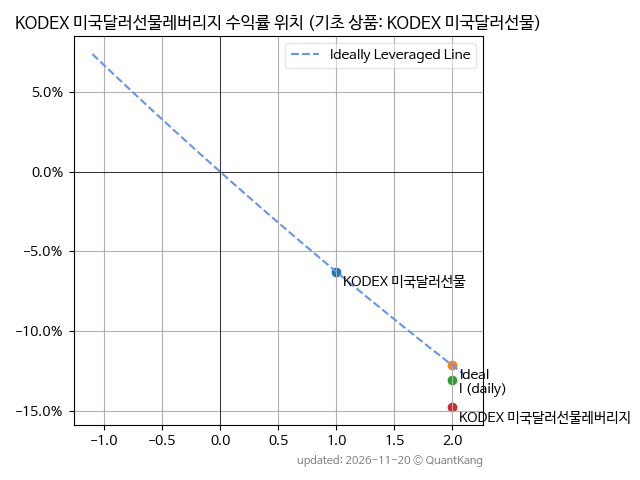 KODEX 미국달러선물레버리지 수익률 위치 (기초 상품: KODEX 미국달러선물)
Ideally Leveraged Line
5.0%
0.0%
−5.0%
−10.0%
−15.0%
KODEX 미국달러선물
Ideal
l (daily)
KODEX 미국달러선물레버리지
−1.0 −0.5 0.0 0.5 1.0 1.5 2.0
updated: 2026-11-20 © QuantKang